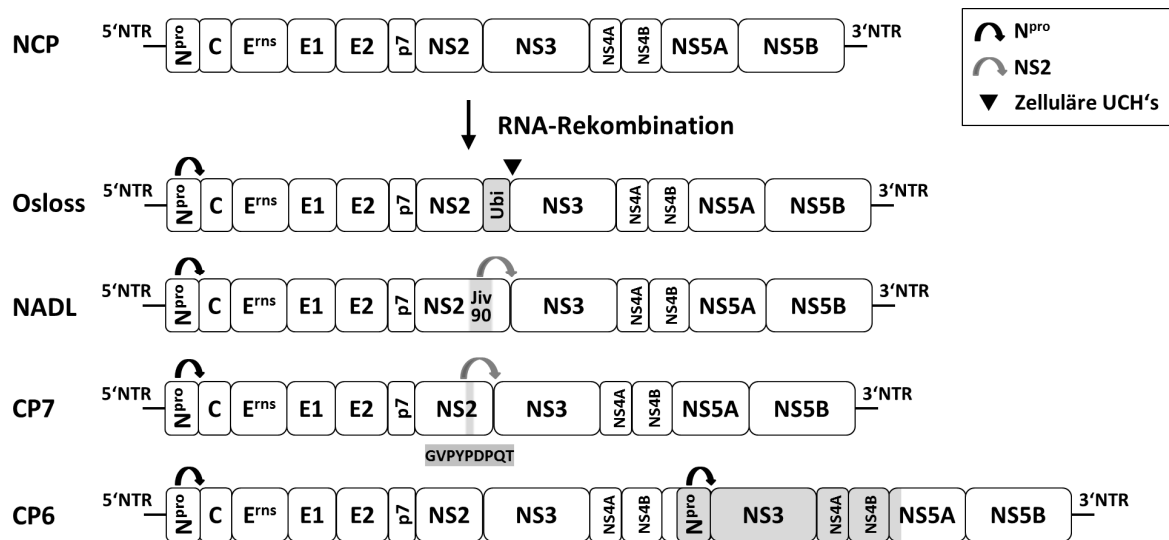 NCP 5‘NTR Nᵖʳᵒ C Eʳⁿˢ E1 E2 p7 NS2 NS3 NS4A NS4B NS5A NS5B 3‘NTR
Nᵖʳᵒ
NS2
Zelluläre UCH‘s
RNA-Rekombination
Osloss 5‘NTR Nᵖʳᵒ C Eʳⁿˢ E1 E2 p7 NS2 Ubi NS3 NS4A NS4B NS5A NS5B 3‘NTR
NADL 5‘NTR Nᵖʳᵒ C Eʳⁿˢ E1 E2 p7 NS2 Jiv NS3 NS4A NS4B NS5A NS5B 3‘NTR
90
CP7 5‘NTR Nᵖʳᵒ C Eʳⁿˢ E1 E2 p7 NS2 NS3 NS4A NS4B NS5A NS5B 3‘NTR
GVPYPDPQT
CP6 5‘NTR Nᵖʳᵒ C Eʳⁿˢ E1 E2 p7 NS2 NS3 NS4A NS4B Nᵖʳᵒ NS3 NS4A NS4B NS5A NS5B 3‘NTR